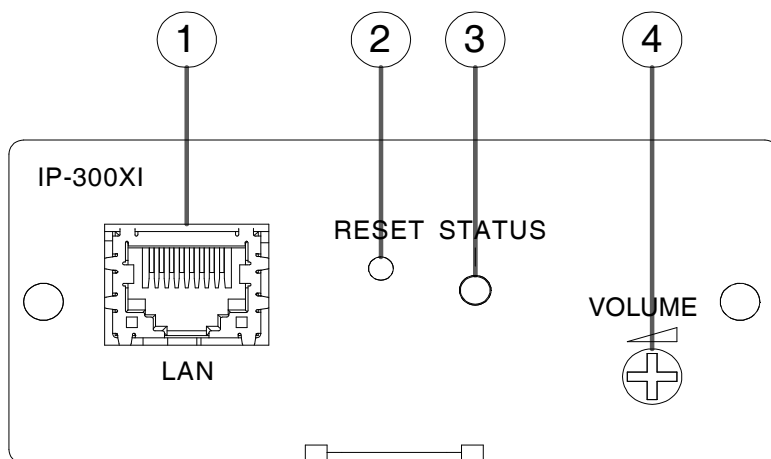 1 2 3 4
IP-300XI
RESET STATUS
VOLUME
LAN